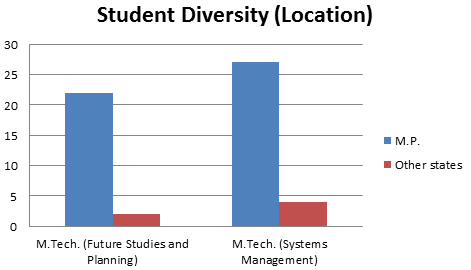 Student Diversity (Location)
30
25
20
15
10
5
0
M.Tech. (Future Studies and
Planning)
M.Tech. (Systems
Management)
M.P.
Other states